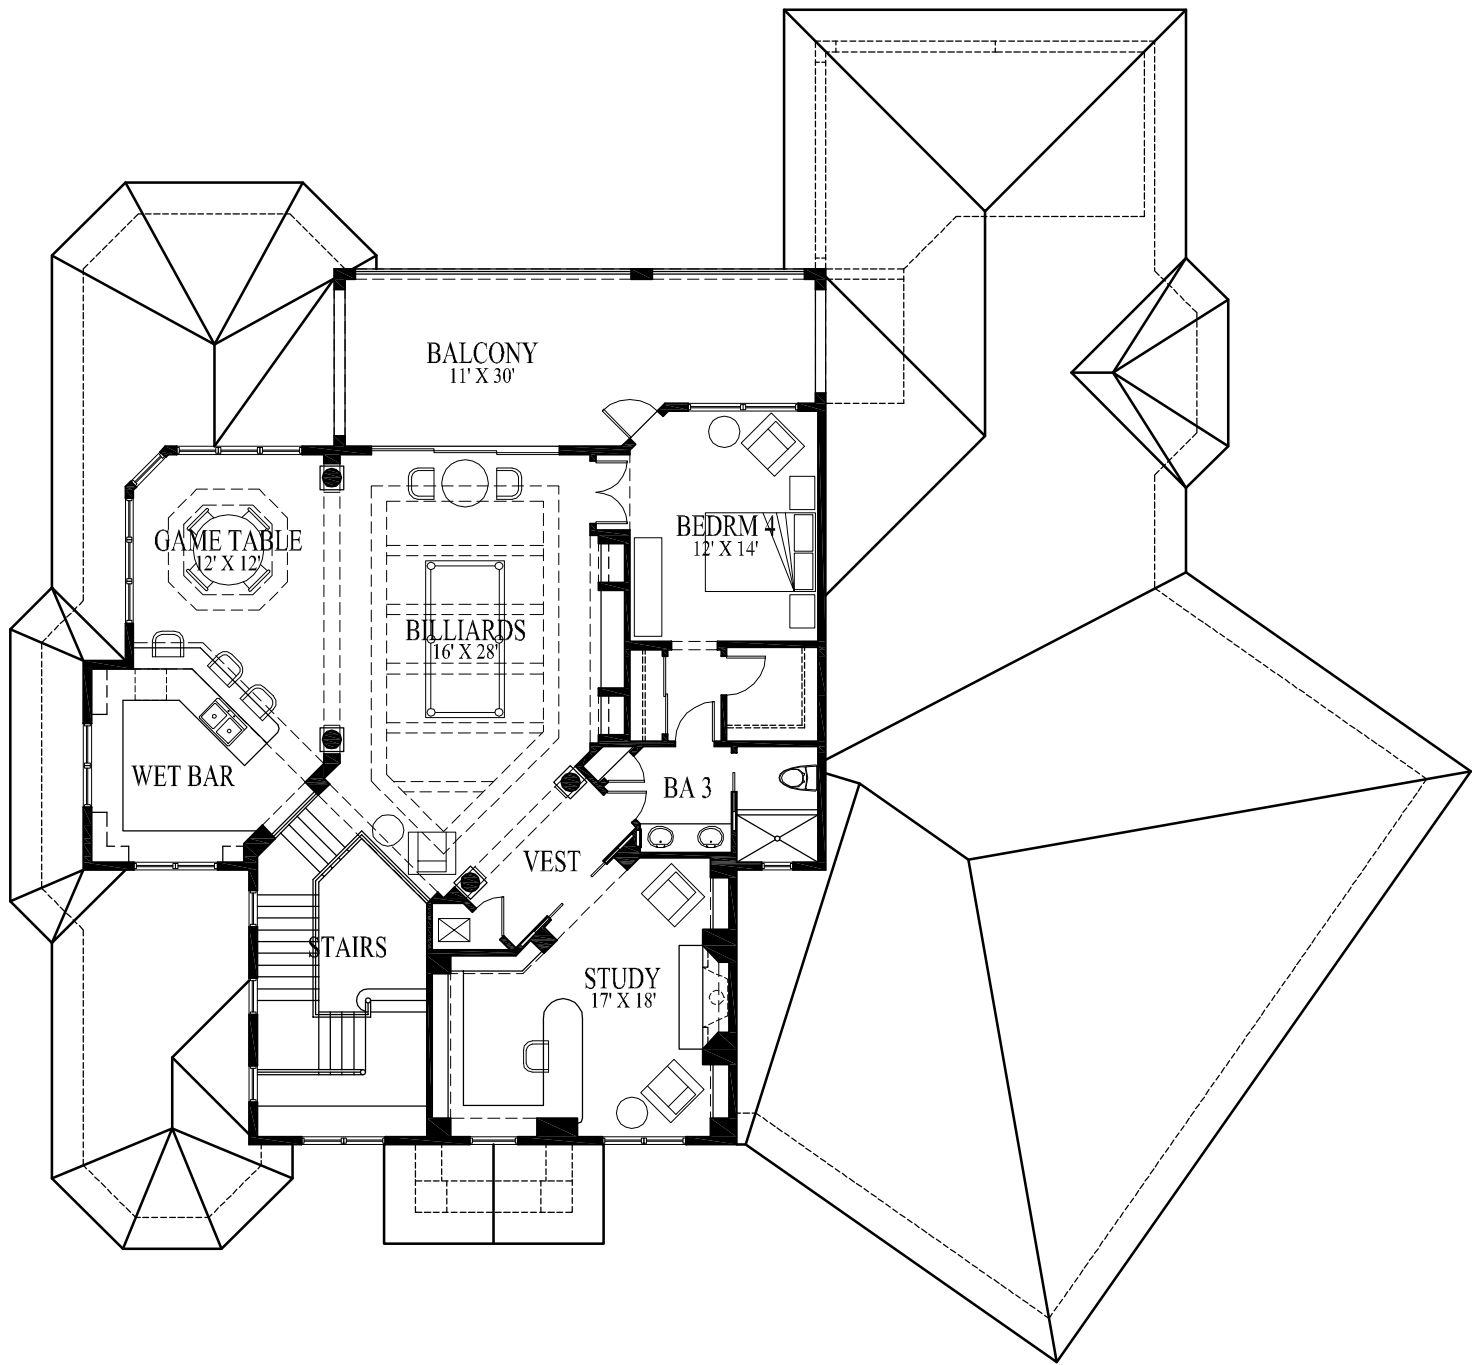 BALCONY
11' X 30'
GAME TABLE
12' X 12'
BEDRM 4
12' X 14'
BILLIARDS
16' X 28'
WET BAR
BA 3
VEST
STAIRS
STUDY
17' X 18'